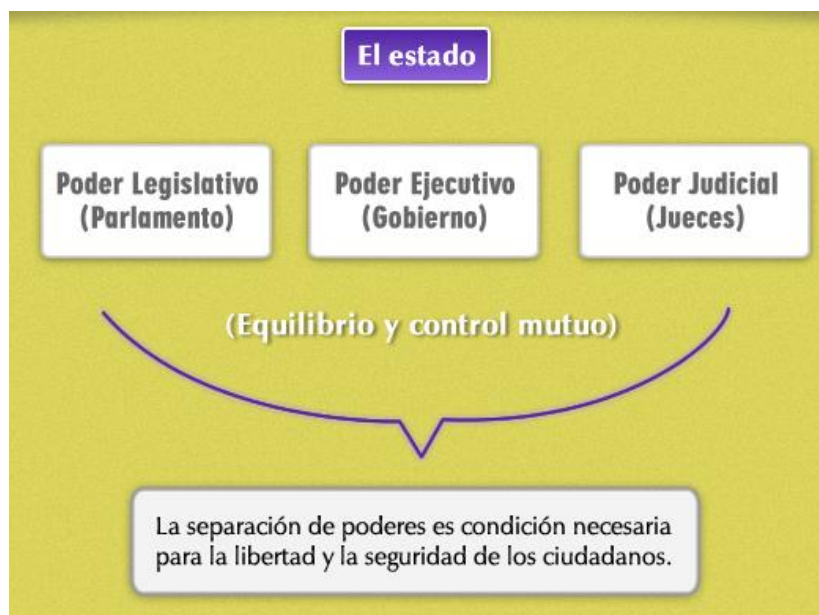 El estado
Poder Legislativo
(Parlamento)
Poder Ejecutivo
(Gobierno)
Poder Judicial
(Jueces)
(Equilibrio y control mutuo)
La separación de poderes es condición necesaria
para la libertad y la seguridad de los ciudadanos.